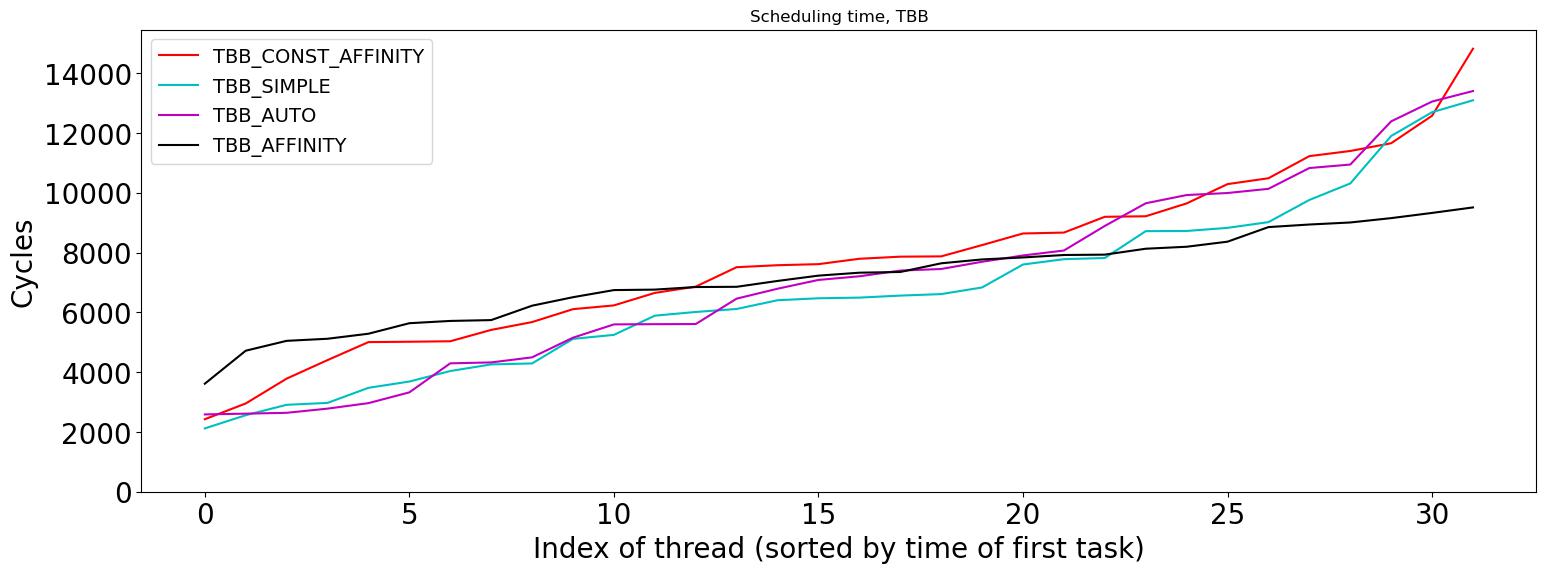 Scheduling time, TBB
TBB_CONST_AFFINITY
TBB_SIMPLE
TBB_AUTO
TBB_AFFINITY
14000
12000
10000
8000
6000
4000
2000
0
Cycles
0 5 10 15 20 25 30
Index of thread (sorted by time of first task)